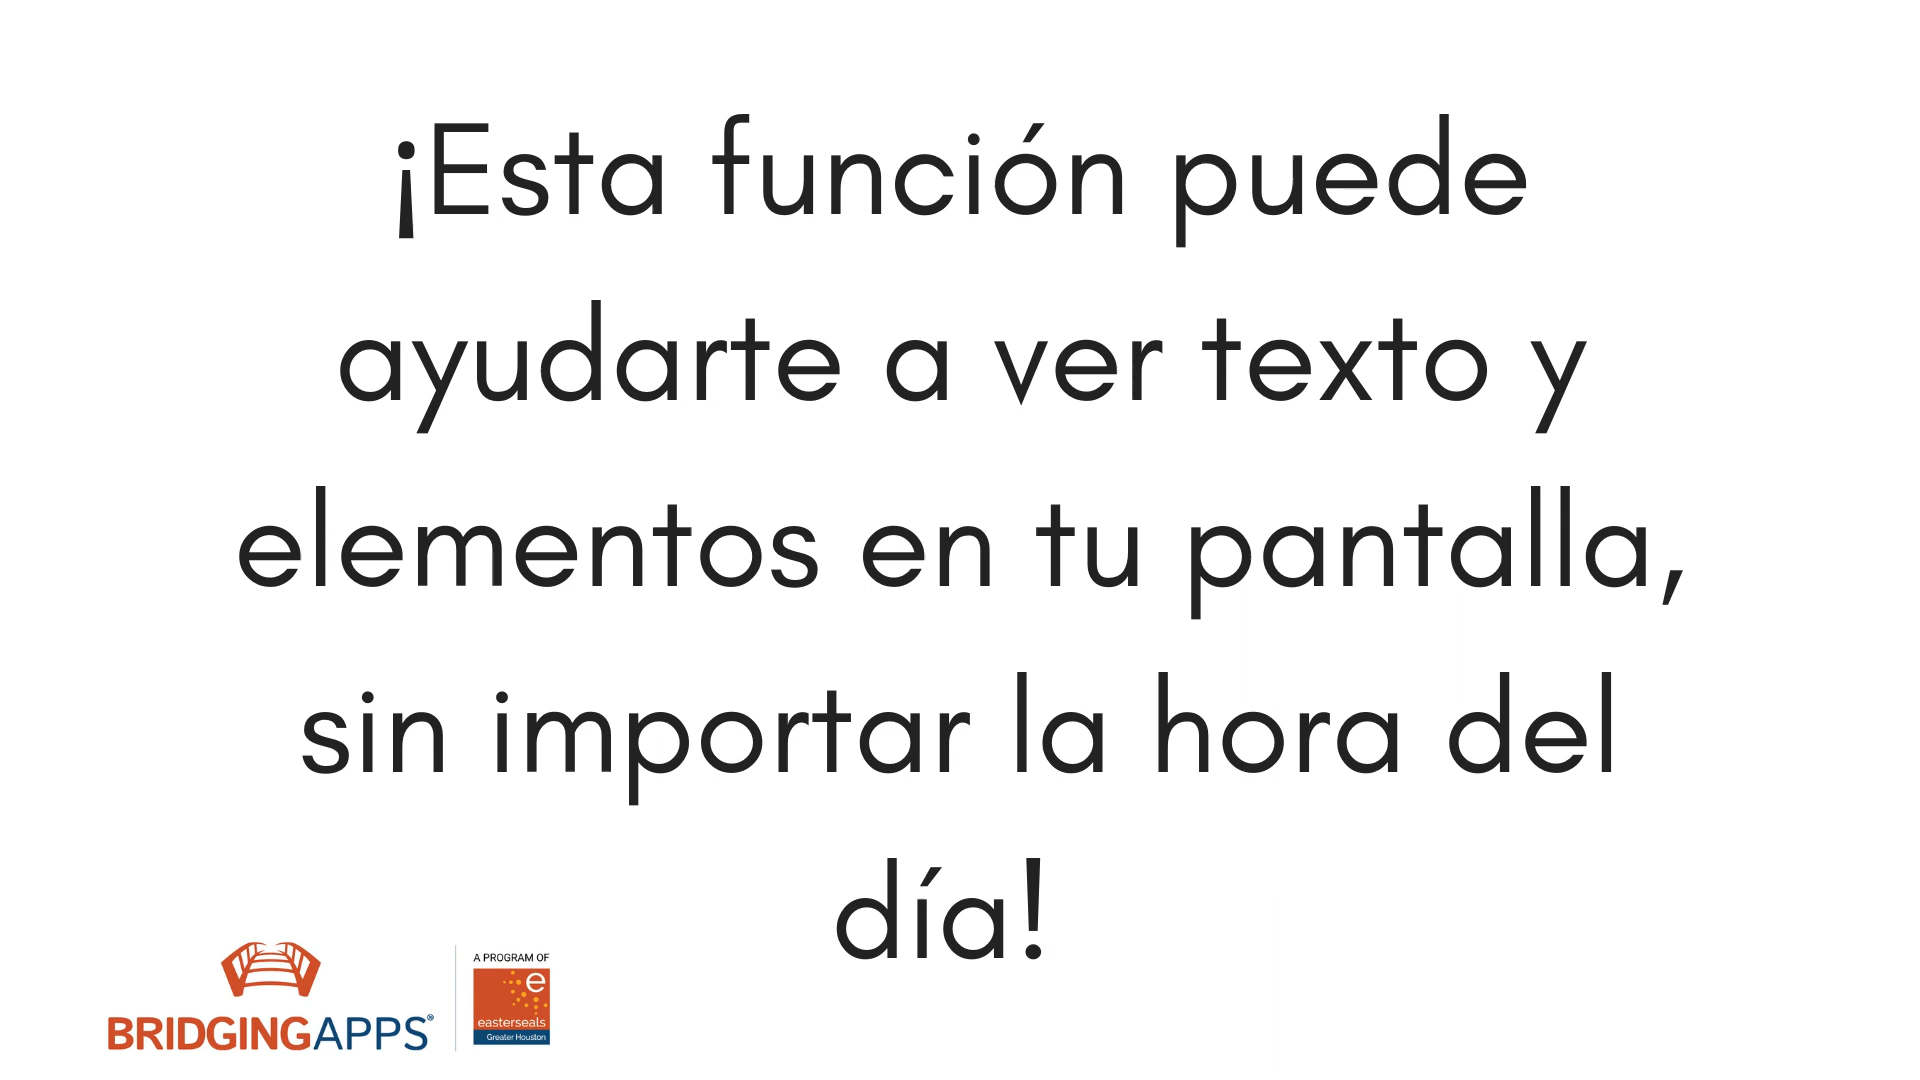 ¡Esta función puede
ayudarte a ver texto y
elementos en tu pantalla,
sin importar la hora del
día!
BRIDGINGAPPS®
A PROGRAM OF
e
easterseals
Greater Houston